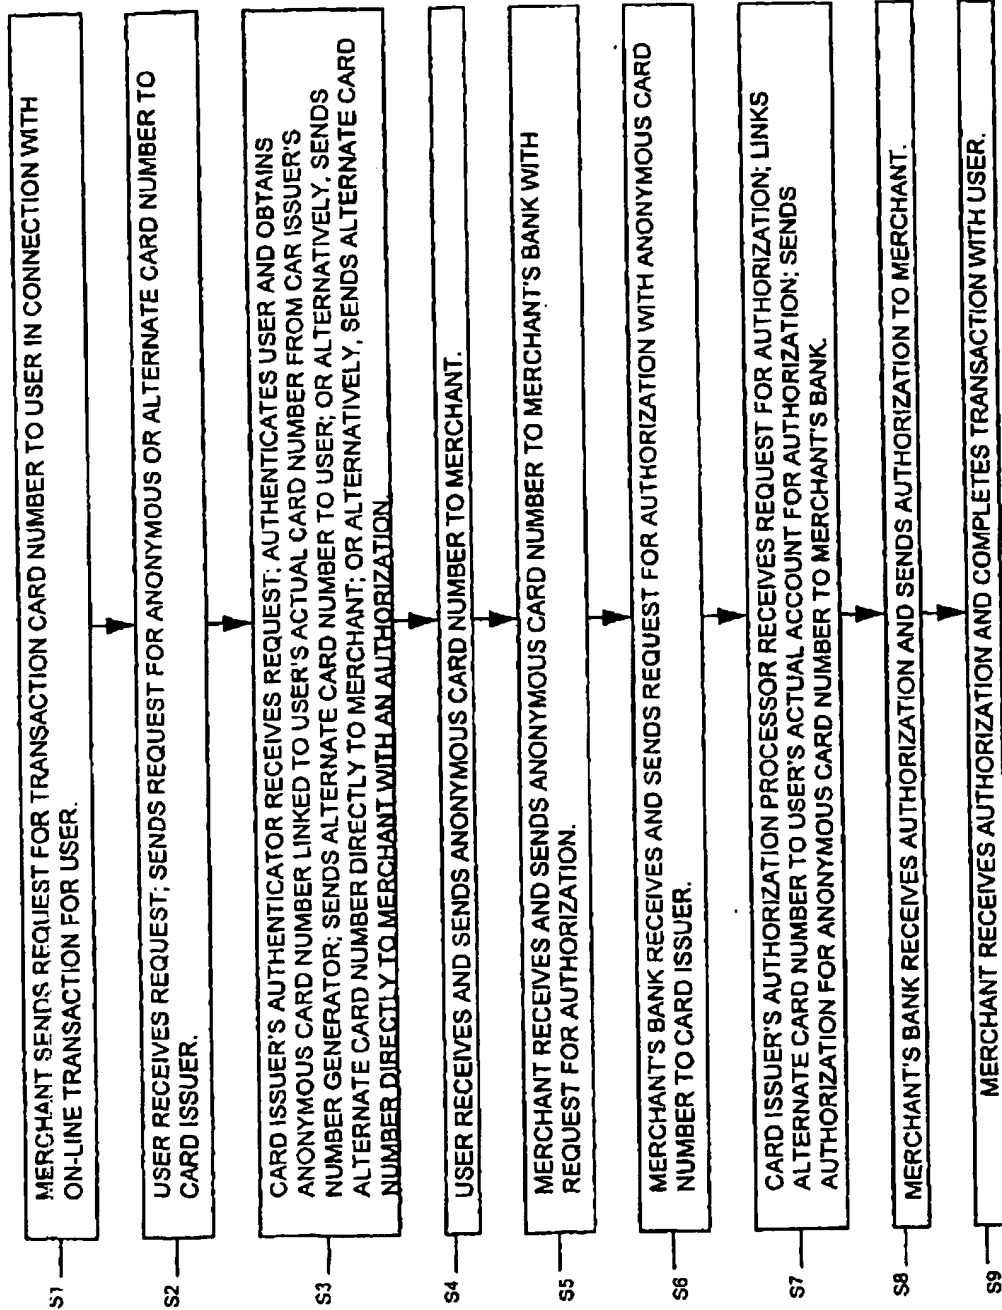 S1
MERCHANT SENDS REQUEST FOR TRANSACTION CARD NUMBER TO USER IN CONNECTION WITH
ON-LINE TRANSACTION FOR USER.
S2
USER RECEIVES REQUEST; SENDS REQUEST FOR ANONYMOUS OR ALTERNATE CARD NUMBER TO
CARD ISSUER.
S3
CARD ISSUER'S AUTHENTICATOR RECEIVES REQUEST; AUTHENTICATES USER AND OBTAINS
ANONYMOUS CARD NUMBER LINKED TO USER'S ACTUAL CARD NUMBER FROM CAR ISSUER'S
NUMBER GENERATOR; SENDS ALTERNATE CARD NUMBER TO USER; OR ALTERNATIVELY, SENDS
ALTERNATE CARD NUMBER DIRECTLY TO MERCHANT; OR ALTERNATIVELY, SENDS ALTERNATE CARD
NUMBER DIRECTLY TO MERCHANT WITH AN AUTHORIZATION.
S4
USER RECEIVES AND SENDS ANONYMOUS CARD NUMBER TO MERCHANT.
S5
MERCHANT RECEIVES AND SENDS ANONYMOUS CARD NUMBER TO MERCHANT'S BANK WITH
REQUEST FOR AUTHORIZATION.
S6
MERCHANT'S BANK RECEIVES AND SENDS REQUEST FOR AUTHORIZATION WITH ANONYMOUS CARD
NUMBER TO CARD ISSUER.
S7
CARD ISSUER'S AUTHORIZATION PROCESSOR RECEIVES REQUEST FOR AUTHORIZATION; LINKS
ALTERNATE CARD NUMBER TO USER'S ACTUAL ACCOUNT FOR AUTHORIZATION; SENDS
AUTHORIZATION FOR ANONYMOUS CARD NUMBER TO MERCHANT'S BANK.
S8
MERCHANT'S BANK RECEIVES AUTHORIZATION AND SENDS AUTHORIZATION TO MERCHANT.
S9
MERCHANT RECEIVES AUTHORIZATION AND COMPLETES TRANSACTION WITH USER.